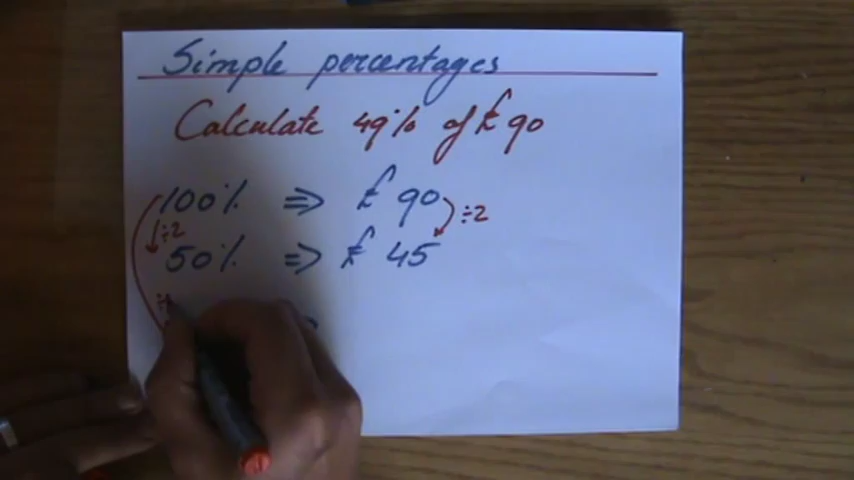 Simple percentages
Calculate 49% of £90
100% ⇒ £90 ÷2
÷2
50% ⇒ £45
÷